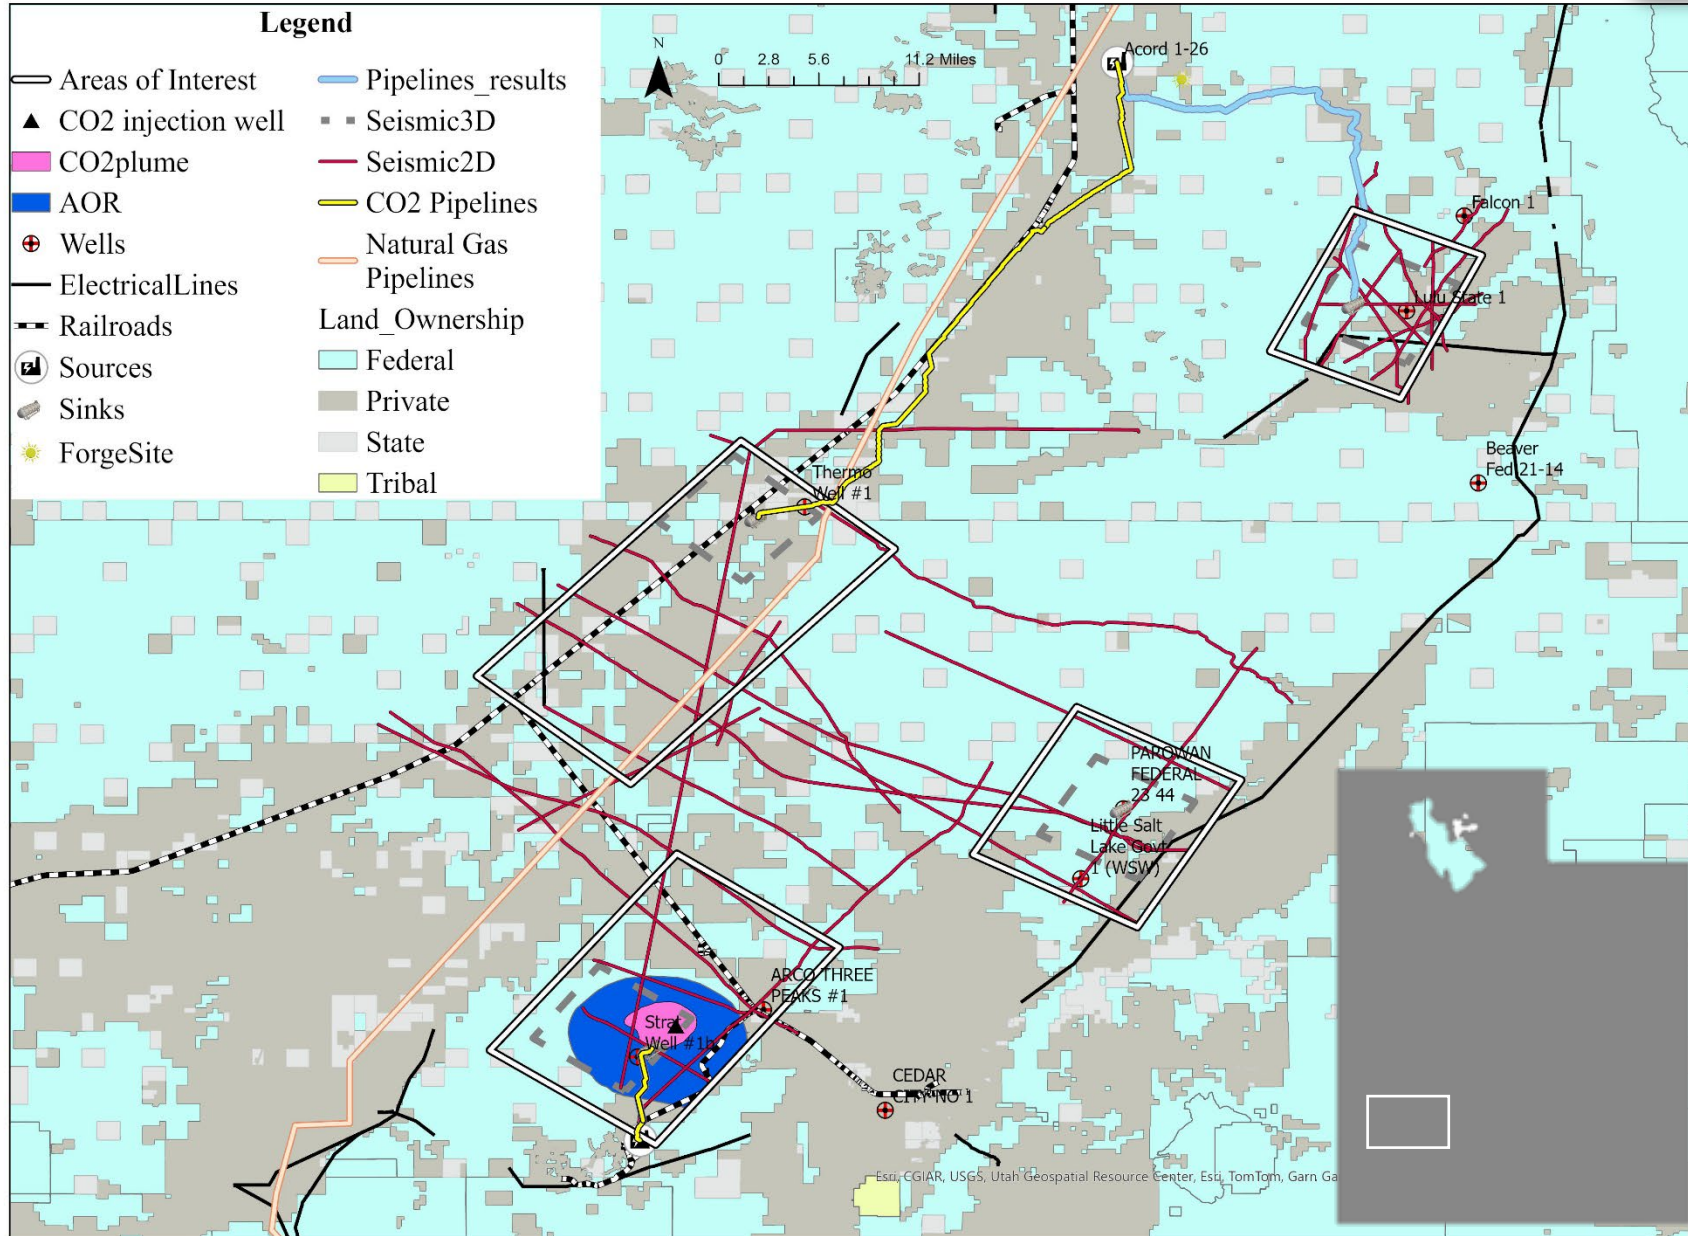 Legend
Areas of Interest
CO2 injection well
CO2plume
AOR
Wells
ElectricalLines
Railroads
Sources
Sinks
ForgeSite
Pipelines_results
Seismic3D
Seismic2D
CO2 Pipelines
Natural Gas
Pipelines
Land_Ownership
Federal
Private
State
Tribal
N
0 2.8 5.6 11.2 Miles
Acord 1-26
Falcon 1
Lulu State 1
Beaver
Fed 21-14
Thermo
Well #1
PAROWAN
FEDERAL
23 44
Little Salt
Lake Govt
1 (WSW)
ARCO THREE
PEAKS #1
Strat
Well #1b
CEDAR
CITY NO 1
Esri, CGIAR, USGS, Utah Geospatial Resource Center, Esri, TomTom, Garn Ga